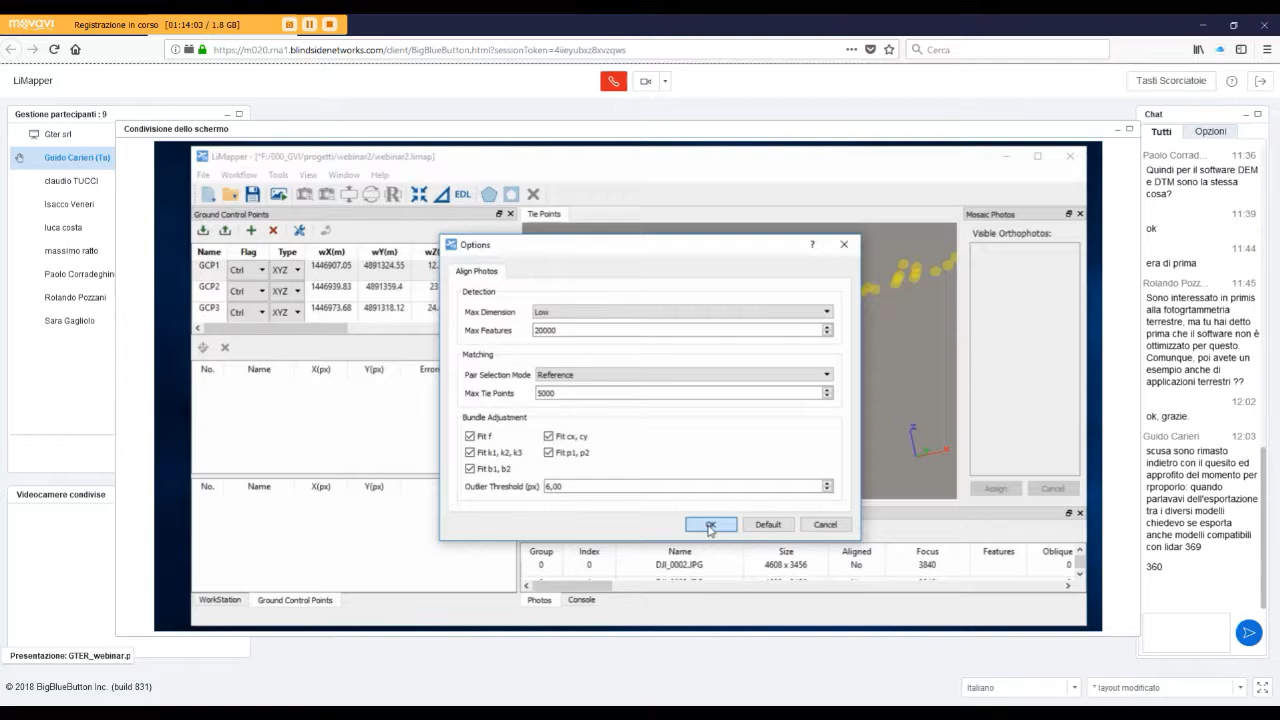 movavi
Registrazione in corso [01:14:03 / 1.8 GB]
https://m020.rna1.blindsidenetworks.com/client/BigBlueButton.html?sessionToken=4iieyubxz8xvzqws
Cerca
LiMapper
Tasti Scorciatoie
Gestione partecipanti : 9
Gter srl
Guido Carieri (Tu)
claudio TUCCI
Isacco Veneri
luca costa
massimo ratto
Paolo Corradeghin
Rolando Pozzani
Sara Gagliolo
Videocamere condivise
Presentazione: GTER_webinar.p
Condivisione dello schermo
LiMapper - [*F:/000_GVI/progetti/webinar2/webinar2.limap]
File Workflow Tools View Window Help
EDL
Ground Control Points
Name Flag Type wX(m) wY(m) wZ(
GCP1 Ctrl XYZ 1446907.05 4891324.55 12.
GCP2 Ctrl XYZ 1446939.83 4891359.4 23
GCP3 Ctrl XYZ 1446973.68 4891318.12 24.
No. Name X(px) Y(px) Error
No. Name X(px) Y(px)
WorkStation Ground Control Points
Tie Points
Options
Align Photos
Detection
Max Dimension Low
Max Features 20000
Matching
Pair Selection Mode Reference
Max Tie Points 5000
Bundle Adjustment
Fit f Fit cx, cy
Fit k1, k2, k3 Fit p1, p2
Fit b1, b2
Outlier Threshold (px) 6,00
OK Default Cancel
Z
Mosaic Photos
Visible Orthophotos:
Assign Cancel
Group Index Name Size Aligned Focus Features Oblique
0 0 DJI_0002.JPG 4608 x 3456 No 3840 0
Photos Console
Chat
Tutti Opzioni
Paolo Corrad... 11:36
Quindi per il software DEM
e DTM sono la stessa
cosa?
11:39
ok
11:44
era di prima
Rolando Pozz... 11:45
Sono interessato in primis
alla fotogrtammetria
terrestre, ma tu hai detto
prima che il software non è
ottimizzato per questo.
Comunque, poi avete un
esempio anche di
applicazioni terrestri ??
12:02
ok, grazie.
Guido Carieri 12:03
scusa sono rimasto
indietro con il quesito ed
approfito del momento per
rproporlo: quando
parlavavi dell'esportazione
tra i diversi modelli
chiedevo se esporta
anche modelli compatibili
con lidar 369
360
© 2018 BigBlueButton Inc. (build 831)
Italiano
* layout modificato